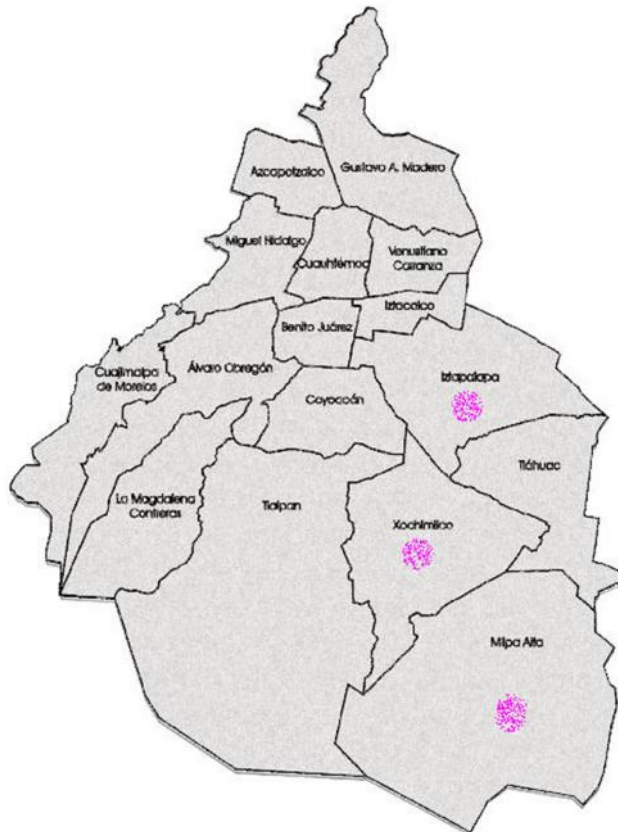 Gustavo A. Madero
Azcapotzalco
Miguel Hidalgo
Cuauhtémoc
Venustiano
Carranza
Iztacalco
Benito Juárez
Cuajimalpa
de Morelos
Álvaro Obregón
Iztapalapa
Coyoacán
Tláhuac
La Magdalena
Contreras
Tlalpan
Xochimilco
Milpa Alta